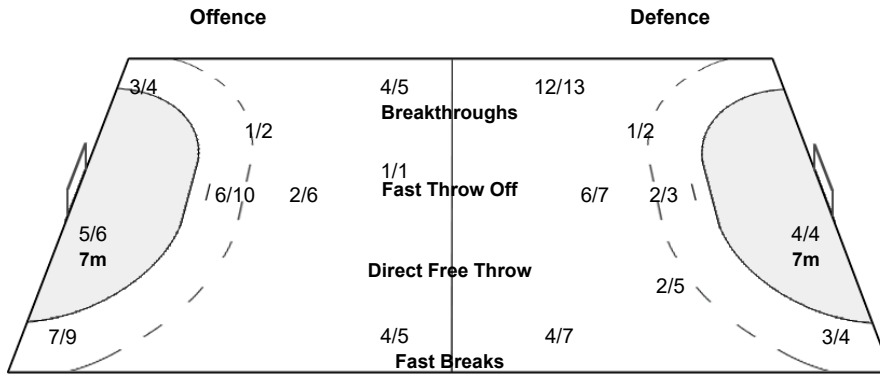 Offence Defence
3/4 4/5 12/13
Breakthroughs
1/2 1/2
1/1
Fast Throw Off
6/10 2/6 6/7 2/3
5/6 4/4
7m 7m
Direct Free Throw
2/5
7/9 4/5 4/7 3/4
Fast Breaks